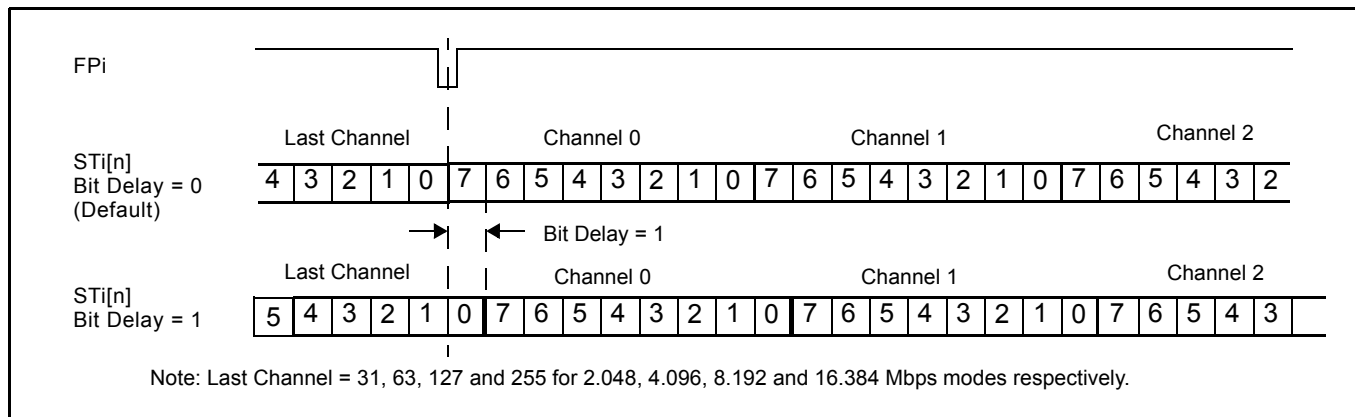 FPi
Last Channel Channel 0 Channel 1 Channel 2
STi[n]
Bit Delay = 0
(Default)
4 3 2 1 0 7 6 5 4 3 2 1 0 7 6 5 4 3 2 1 0 7 6 5 4 3 2
Bit Delay = 1
Last Channel Channel 0 Channel 1 Channel 2
STi[n]
Bit Delay = 1
5 4 3 2 1 0 7 6 5 4 3 2 1 0 7 6 5 4 3 2 1 0 7 6 5 4 3
Note: Last Channel = 31, 63, 127 and 255 for 2.048, 4.096, 8.192 and 16.384 Mbps modes respectively.